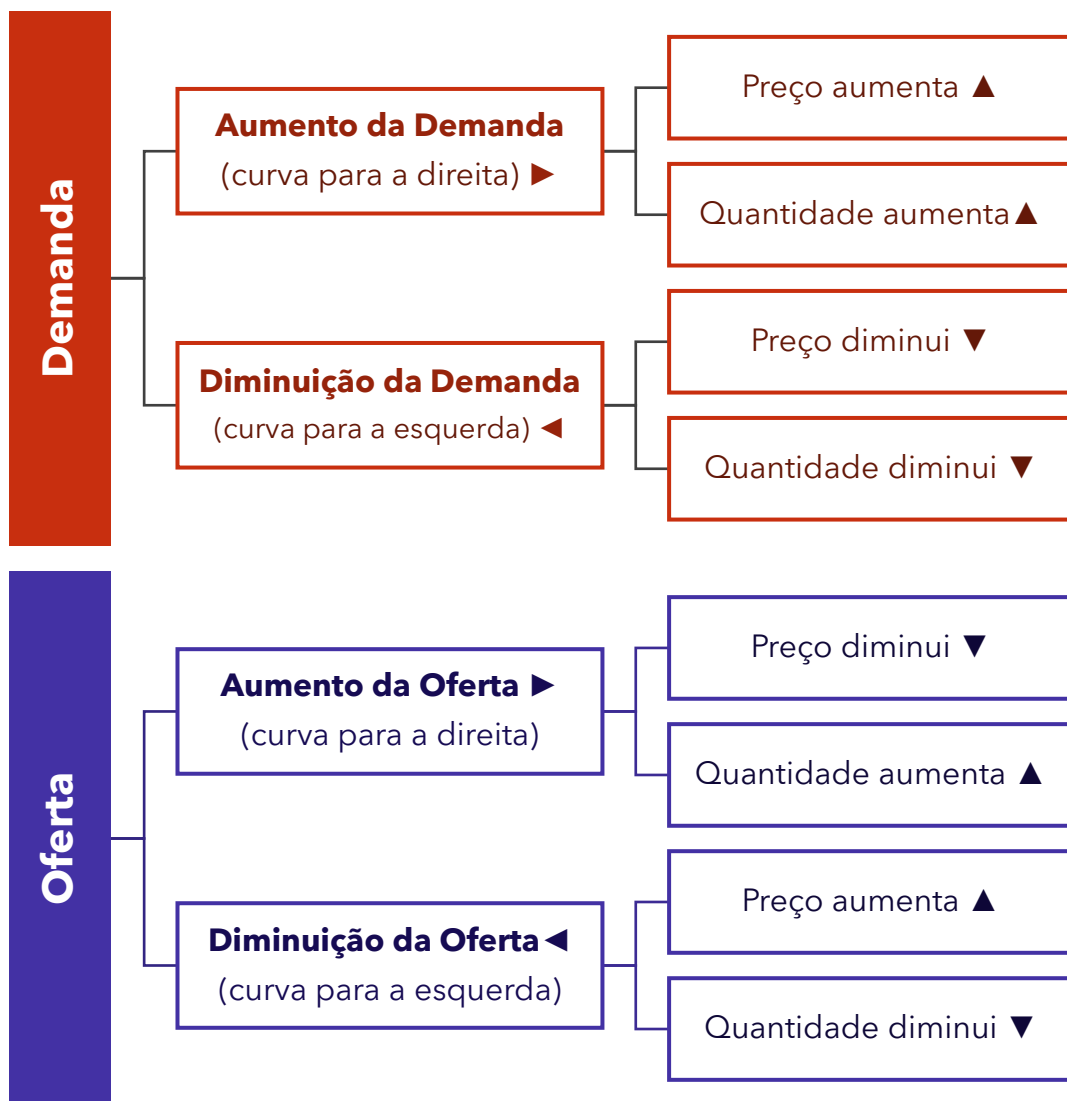 Demanda
Aumento da Demanda
(curva para a direita) ►
Preço aumenta ▲
Quantidade aumenta▲
Diminuição da Demanda
(curva para a esquerda) ◄
Preço diminui ▼
Quantidade diminui ▼
Oferta
Aumento da Oferta ►
(curva para a direita)
Preço diminui ▼
Quantidade aumenta ▲
Diminuição da Oferta◄
(curva para a esquerda)
Preço aumenta ▲
Quantidade diminui ▼